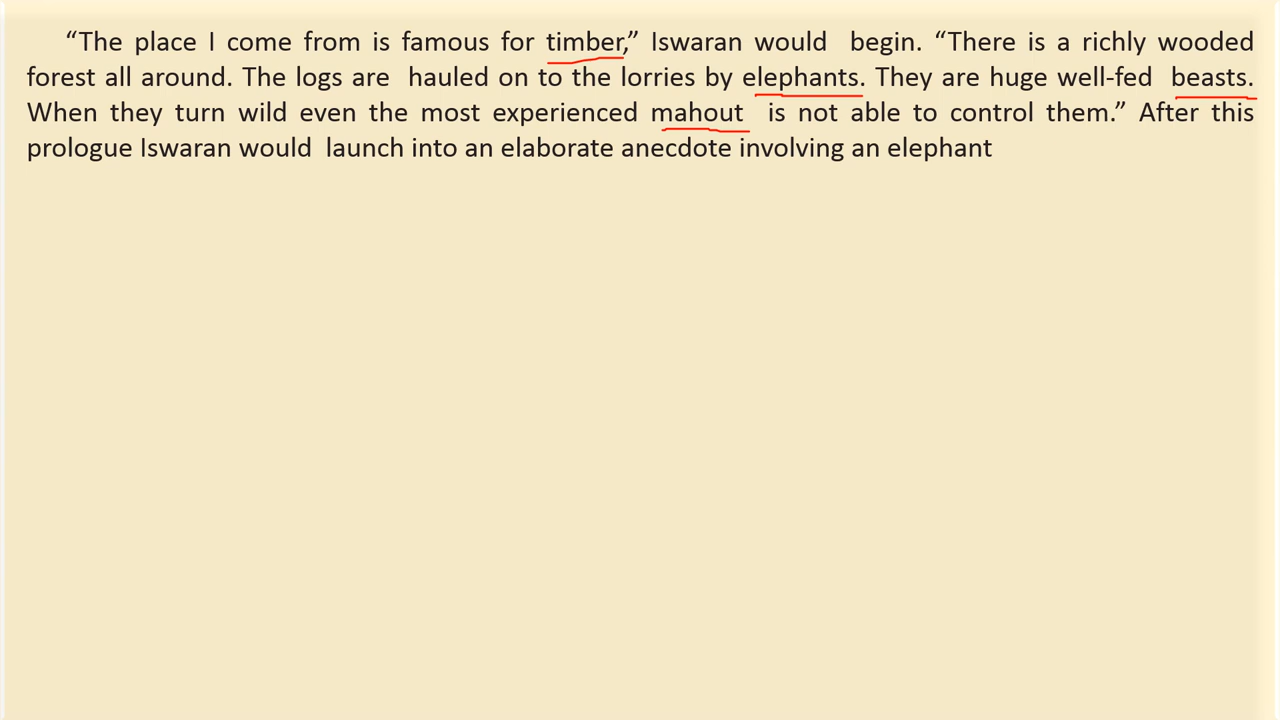 “The place I come from is famous for timber,” Iswaran would begin. “There is a richly wooded
forest all around. The logs are hauled on to the lorries by elephants. They are huge well-fed beasts.
When they turn wild even the most experienced mahout is not able to control them.” After this
prologue Iswaran would launch into an elaborate anecdote involving an elephant